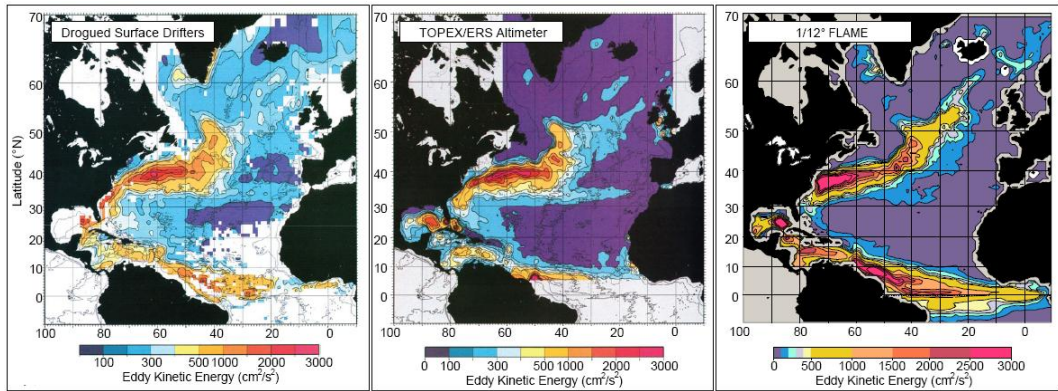 Drogued Surface Drifters
TOPEX/ERS Altimeter
1/12° FLAME
Latitude (°N)
70
60
50
40
30
20
10
0
100 80 60 40 20 0
100 300 500 1000 2000 3000
Eddy Kinetic Energy (cm²/s²)
70
60
50
40
30
20
10
0
100 80 60 40 20 0
0 100 300 500 1000 2000 3000
Eddy Kinetic Energy (cm²/s²)
70
60
50
40
30
20
10
0
100 80 60 40 20 0
0 500 1000 1500 2000 2500 3000
Eddy Kinetic Energy (cm²/s²)